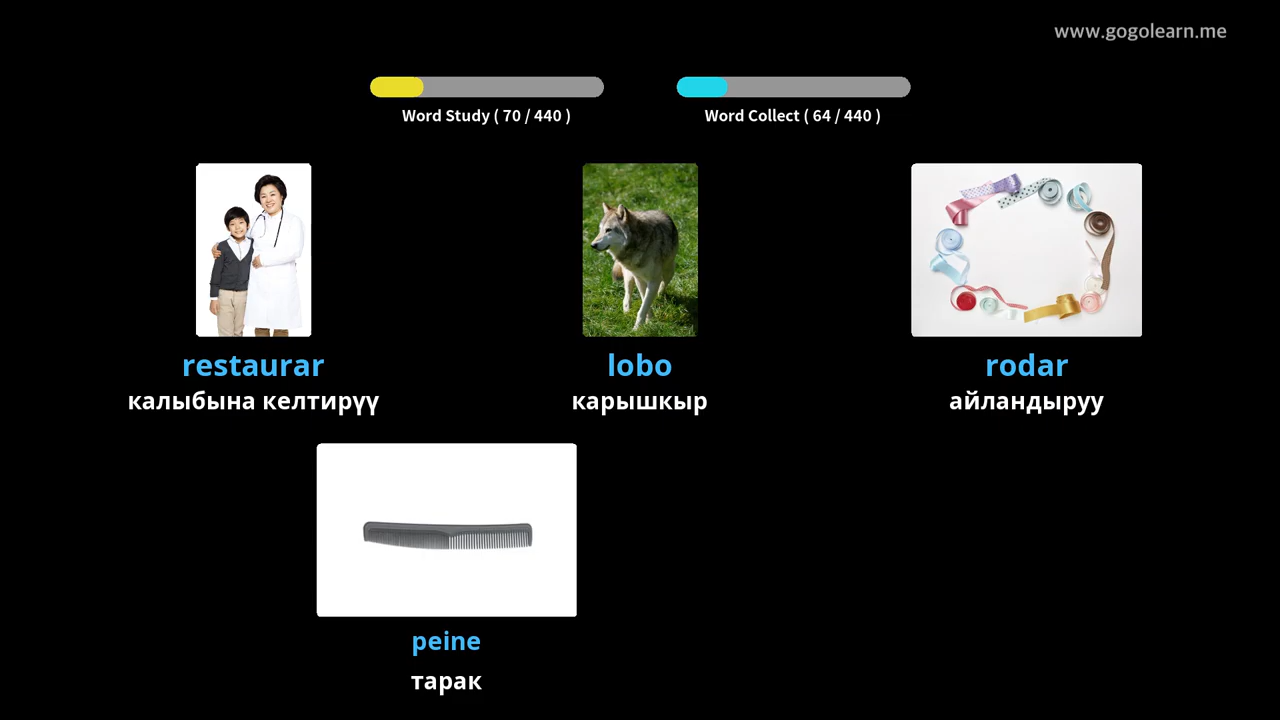 www.gogolearn.me
Word Study ( 70 / 440 )
Word Collect ( 64 / 440 )
restaurar
калыбына келтирүү
lobo
карышкыр
rodar
айландыруу
peine
тарак